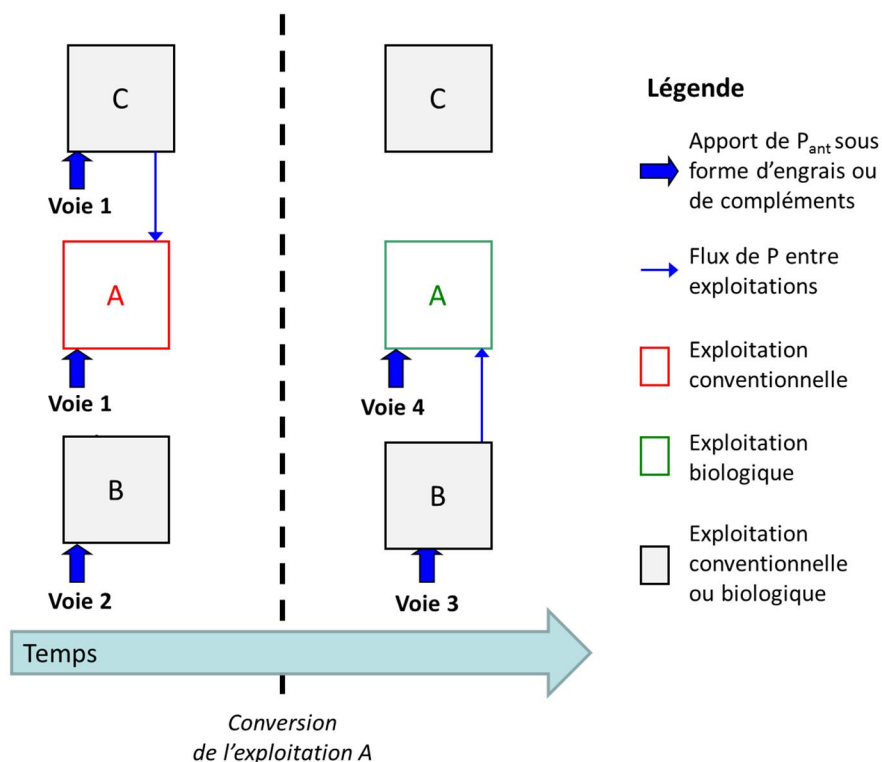 C
Voie 1
A
Voie 1
B
Voie 2
C
A
Voie 4
B
Voie 3
Temps
Conversion
de l'exploitation A
Légende
Apport de Pant sous
forme d'engrais ou
de compléments
Flux de P entre
exploitations
Exploitation
conventionnelle
Exploitation
biologique
Exploitation
conventionnelle
ou biologique